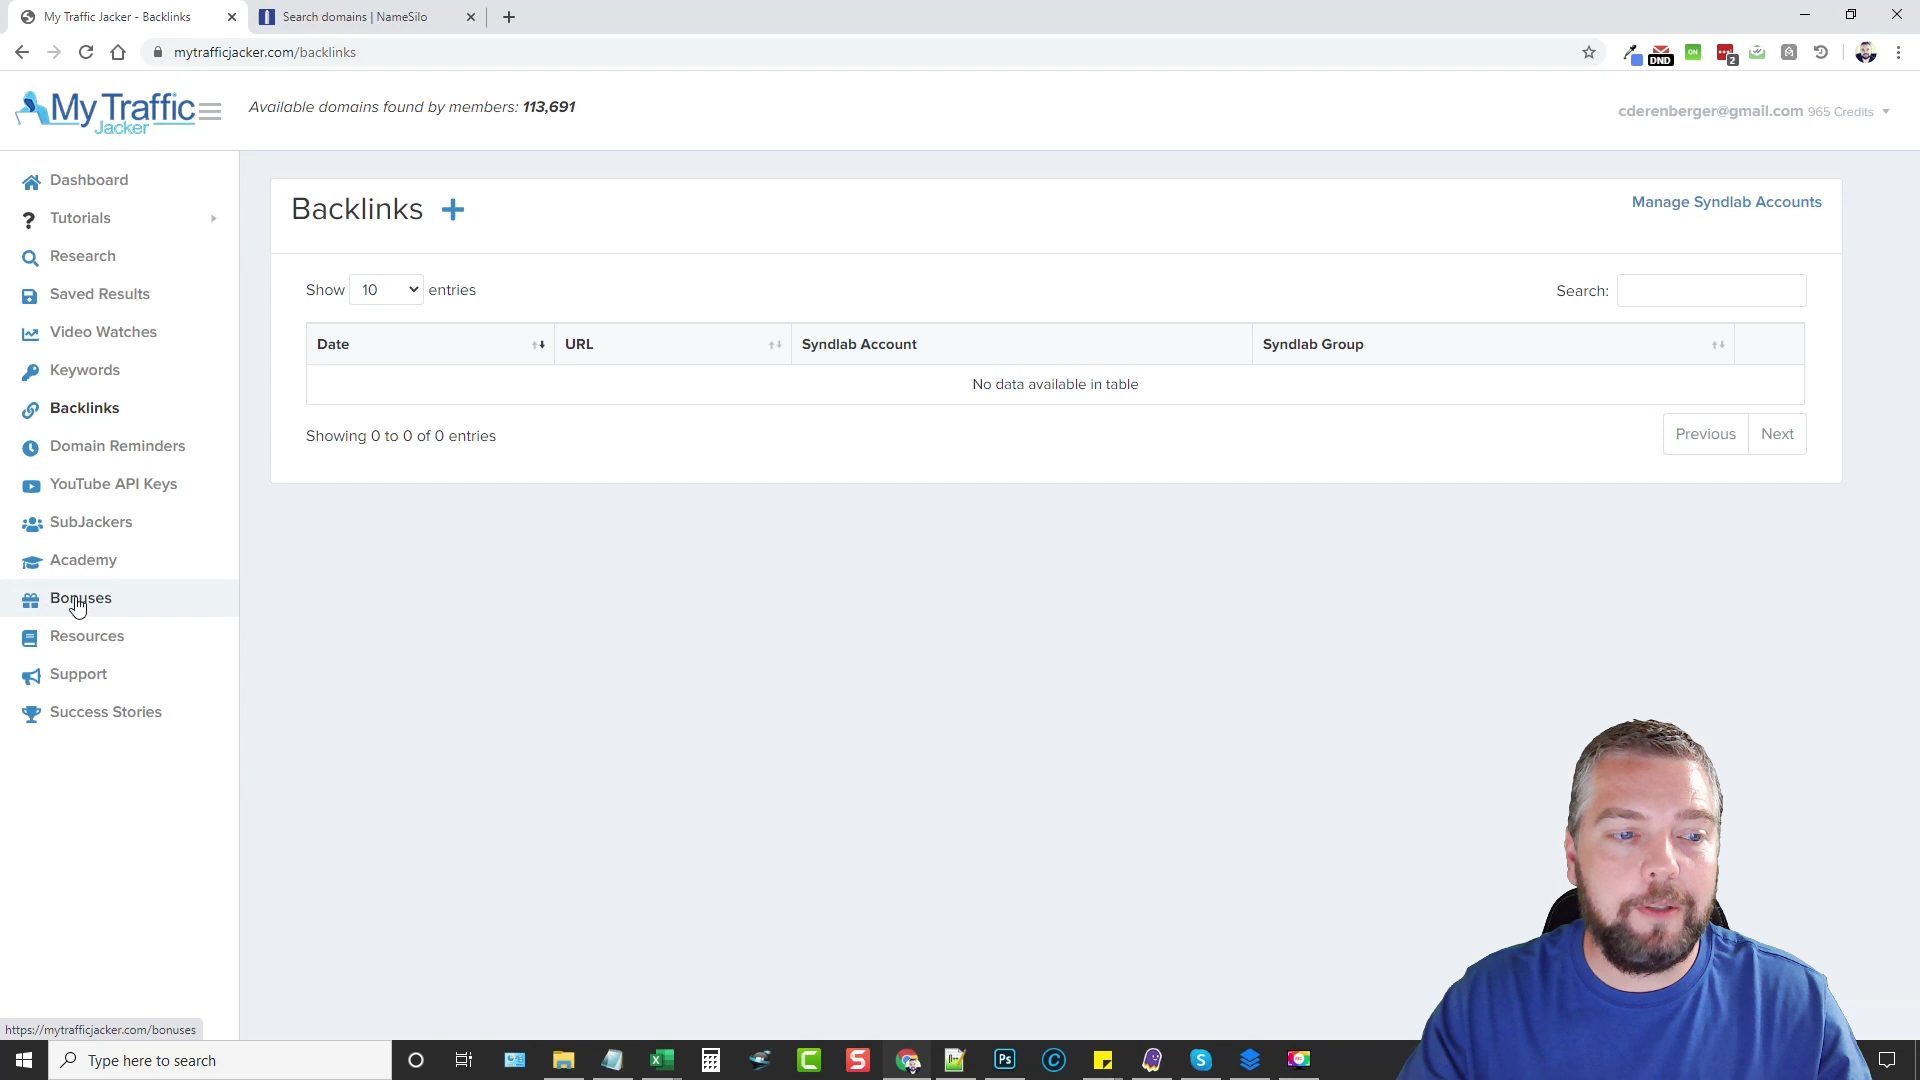 My Traffic Jacker - Backlinks
Search domains | NameSilo
mytrafficjacker.com/backlinks
DND
ON
2
My Traffic
Jacker
Available domains found by members: 113,691
cderenberger@gmail.com 965 Credits
Dashboard
Tutorials
Research
Saved Results
Video Watches
Keywords
Backlinks
Domain Reminders
YouTube API Keys
SubJackers
Academy
Bonuses
Resources
Support
Success Stories
Backlinks
Manage Syndlab Accounts
Show 10 entries
Search:
Date URL Syndlab Account Syndlab Group
No data available in table
Showing 0 to 0 of 0 entries
Previous Next
https://mytrafficjacker.com/bonuses
Type here to search
Ps